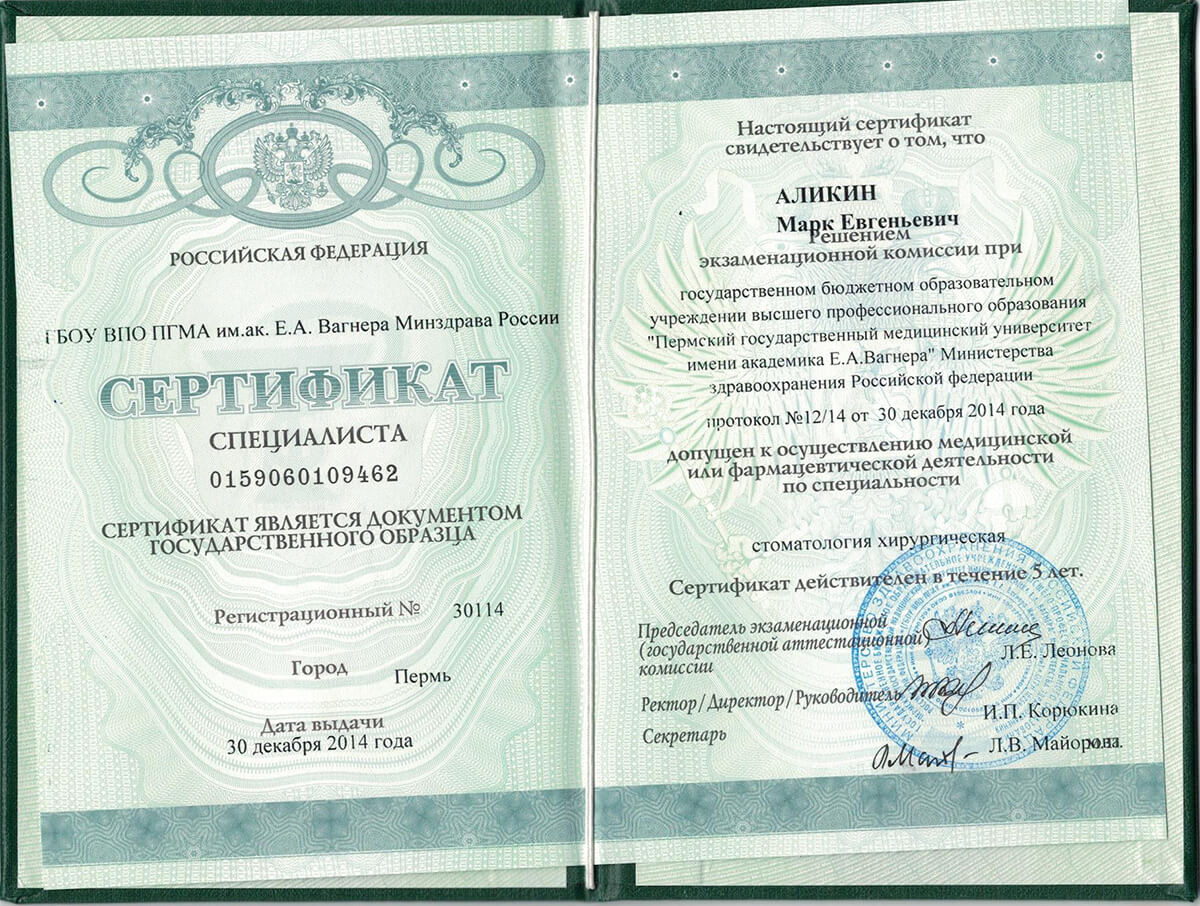 РОССИЙСКАЯ ФЕДЕРАЦИЯ
ГБОУ ВПО ПГМА им.ак. Е.А. Вагнера Минздрава России
СЕРТИФИКАТ
СПЕЦИАЛИСТА
0159060109462
СЕРТИФИКАТ ЯВЛЯЕТСЯ ДОКУМЕНТОМ
ГОСУДАРСТВЕННОГО ОБРАЗЦА
Регистрационный № 30114
Город Пермь
Дата выдачи
30 декабря 2014 года
Настоящий сертификат
свидетельствует о том, что
АЛИКИН
Марк Евгеньевич
Решением
экзаменационной комиссии при
государственном бюджетном образовательном
учреждении высшего профессионального образования
"Пермский государственный медицинский университет
имени академика Е.А.Вагнера" Министерства
здравоохранения Российской федерации
протокол №12/14 от 30 декабря 2014 года
допущен к осуществлению медицинской
или фармацевтической деятельности
по специальности
стоматология хирургическая
Сертификат действителен в течение 5 лет.
Председатель экзаменационной
(государственной аттестационной)
комиссии
Л.Е. Леонова
Ректор/Директор/Руководитель
И.П. Корюкина
Секретарь
Л.В. Майорова
М.П.
МИНИСТЕРСТВО ЗДРАВООХРАНЕНИЯ РОССИЙСКОЙ ФЕДЕРАЦИИ